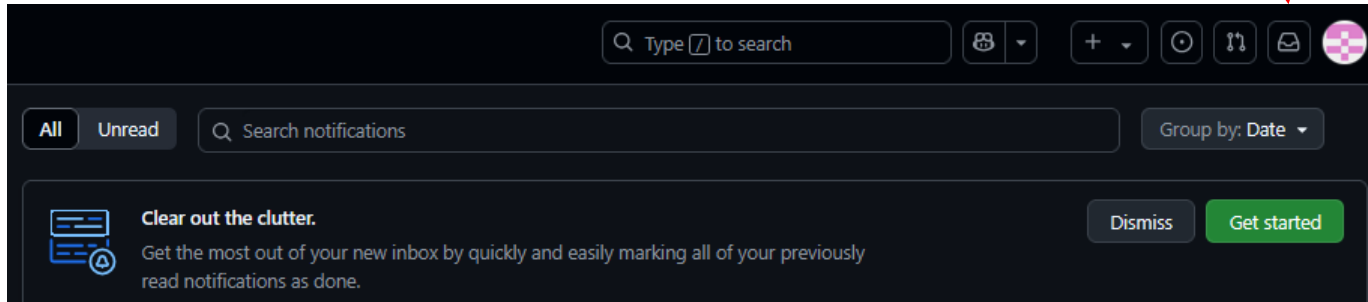 Type / to search
All Unread Search notifications Group by: Date
Clear out the clutter. Dismiss Get started
Get the most out of your new inbox by quickly and easily marking all of your previously
read notifications as done.